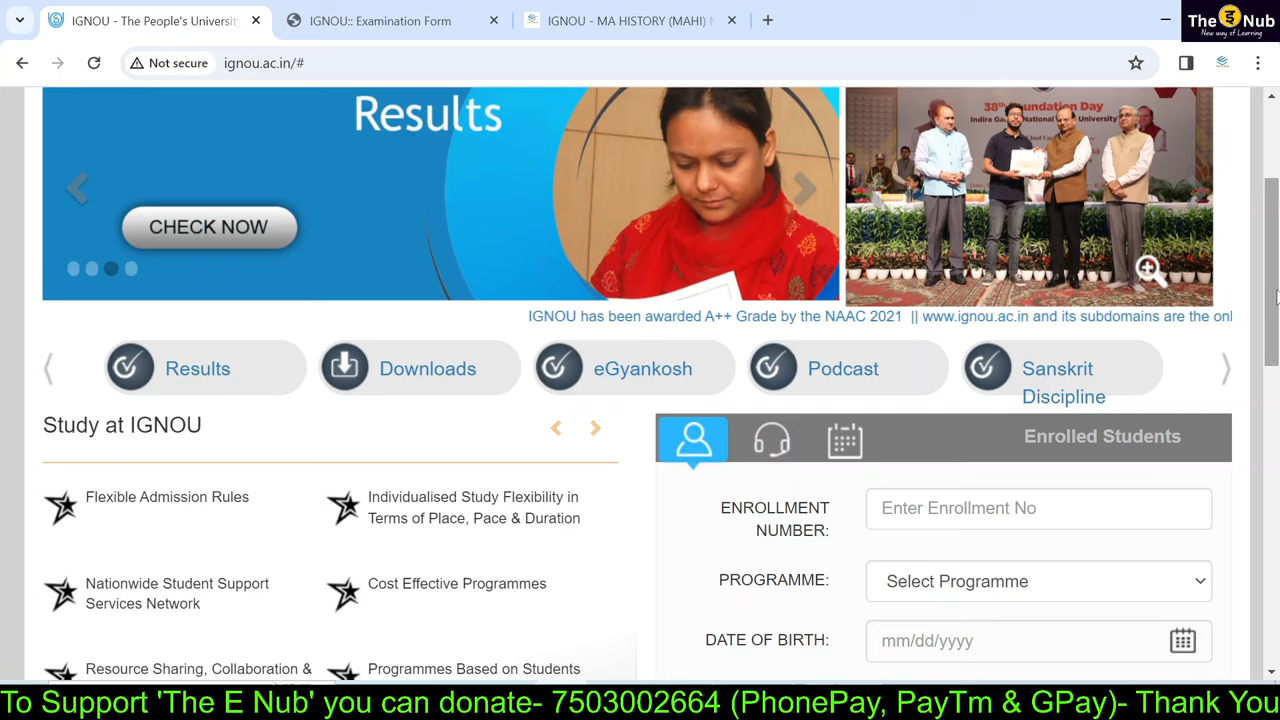 IGNOU - The People's University
IGNOU:: Examination Form
IGNOU - MA HISTORY (MAHI)
The E Nub
New way of Learning
Not secure
ignou.ac.in/#
Results
CHECK NOW
38th Foundation Day
IGNOU has been awarded A++ Grade by the NAAC 2021 || www.ignou.ac.in and its subdomains are the onl
Results
Downloads
eGyankosh
Podcast
Sanskrit
Discipline
Study at IGNOU
Enrolled Students
Flexible Admission Rules
Individualised Study Flexibility in
Terms of Place, Pace & Duration
Nationwide Student Support
Services Network
Cost Effective Programmes
Resource Sharing, Collaboration &
Programmes Based on Students
ENROLLMENT
NUMBER:
Enter Enrollment No
PROGRAMME:
Select Programme
DATE OF BIRTH:
mm/dd/yyyy
To Support 'The E Nub' you can donate- 7503002664 (PhonePay, PayTm & GPay)- Thank You